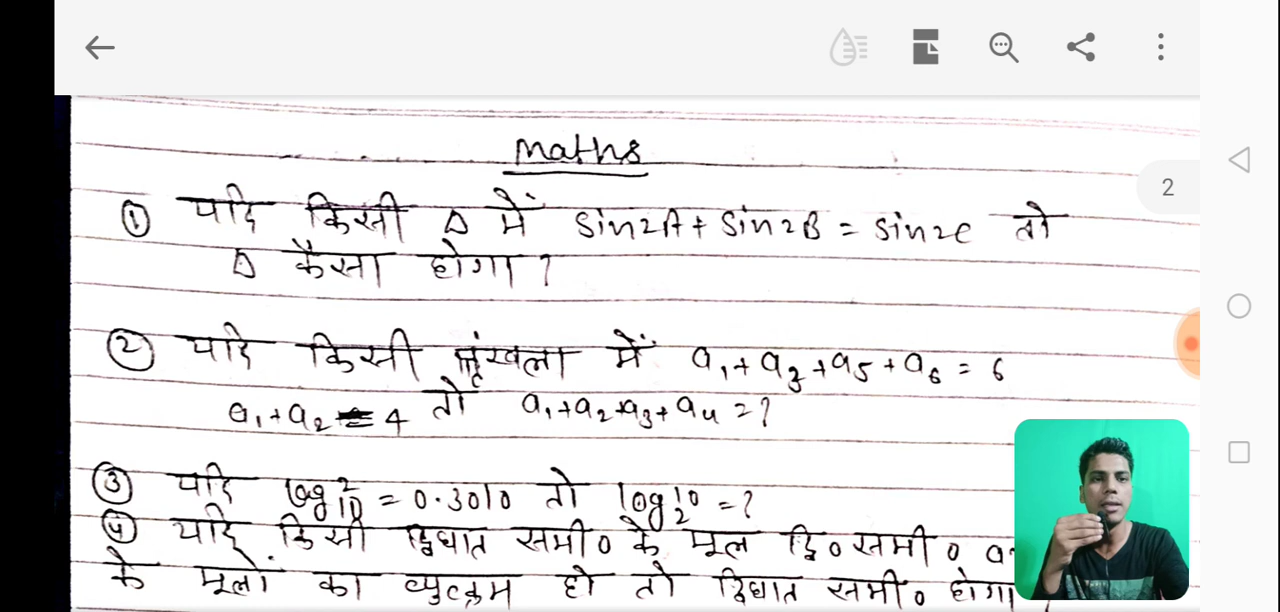 2
Maths
① यदि किसी Δ में sin2A + sin2B = sin2C तो
Δ कैसा होगा ?
② यदि किसी शृंखला में a₁ + a₃ + a₅ + a₆ = 6
a₁ + a₂ = 4 तो a₁ + a₂ + a₃ + a₄ = ?
③ यदि log₁₀² = 0.3010 तो log₂¹⁰ = ?
④ यदि किसी द्विघात समी० के मूल द्वि० समी०
के मूलों का व्युत्क्रम हो तो द्विघात समी० होगा